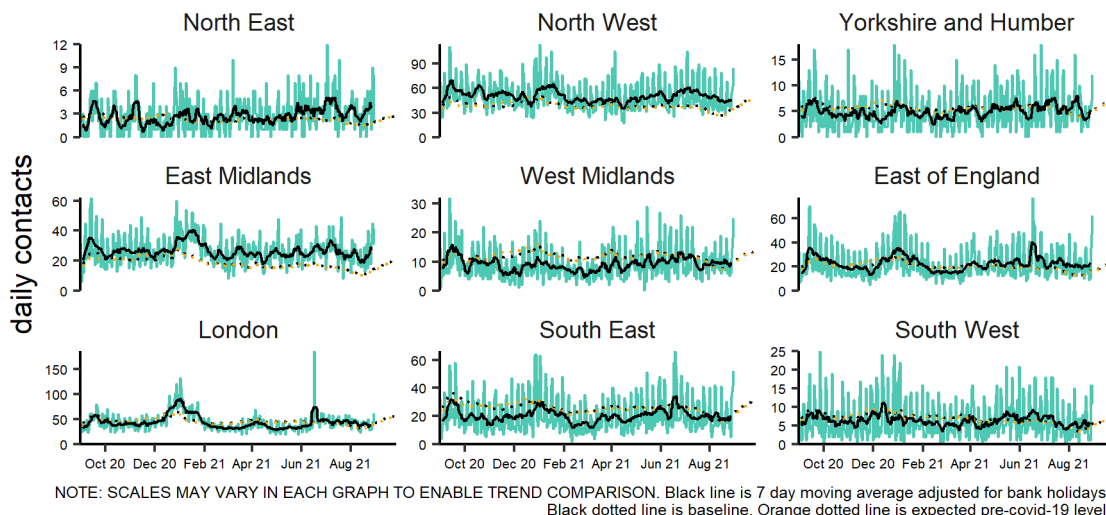 North East
North West
Yorkshire and Humber
12
9
6
3
0
90
60
30
0
15
10
5
0
daily contacts
East Midlands
West Midlands
East of England
60
40
20
0
30
20
10
0
60
40
20
0
London
South East
South West
150
100
50
0
60
40
20
0
25
20
15
10
5
0
Oct 20 Dec 20 Feb 21 Apr 21 Jun 21 Aug 21
Oct 20 Dec 20 Feb 21 Apr 21 Jun 21 Aug 21
Oct 20 Dec 20 Feb 21 Apr 21 Jun 21 Aug 21
NOTE: SCALES MAY VARY IN EACH GRAPH TO ENABLE TREND COMPARISON. Black line is 7 day moving average adjusted for bank holidays
Black dotted line is baseline. Orange dotted line is expected pre-covid-19 level